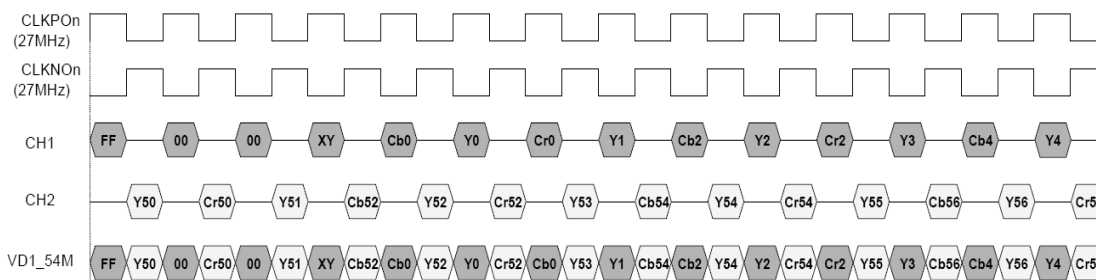 CLKPOn
(27MHz)
CLKNOn
(27MHz)
CH1 FF 00 00 XY Cb0 Y0 Cr0 Y1 Cb2 Y2 Cr2 Y3 Cb4 Y4
CH2 Y50 Cr50 Y51 Cb52 Y52 Cr52 Y53 Cb54 Y54 Cr54 Y55 Cb56 Y56 Cr5
VD1_54M FF Y50 00 Cr50 00 Y51 XY Cb52 Cb0 Y52 Y0 Cr52 Cb0 Y53 Y1 Cb54 Cb2 Y54 Y2 Cr54 Cr2 Y55 Y3 Cb56 Cb4 Y56 Y4 Cr5